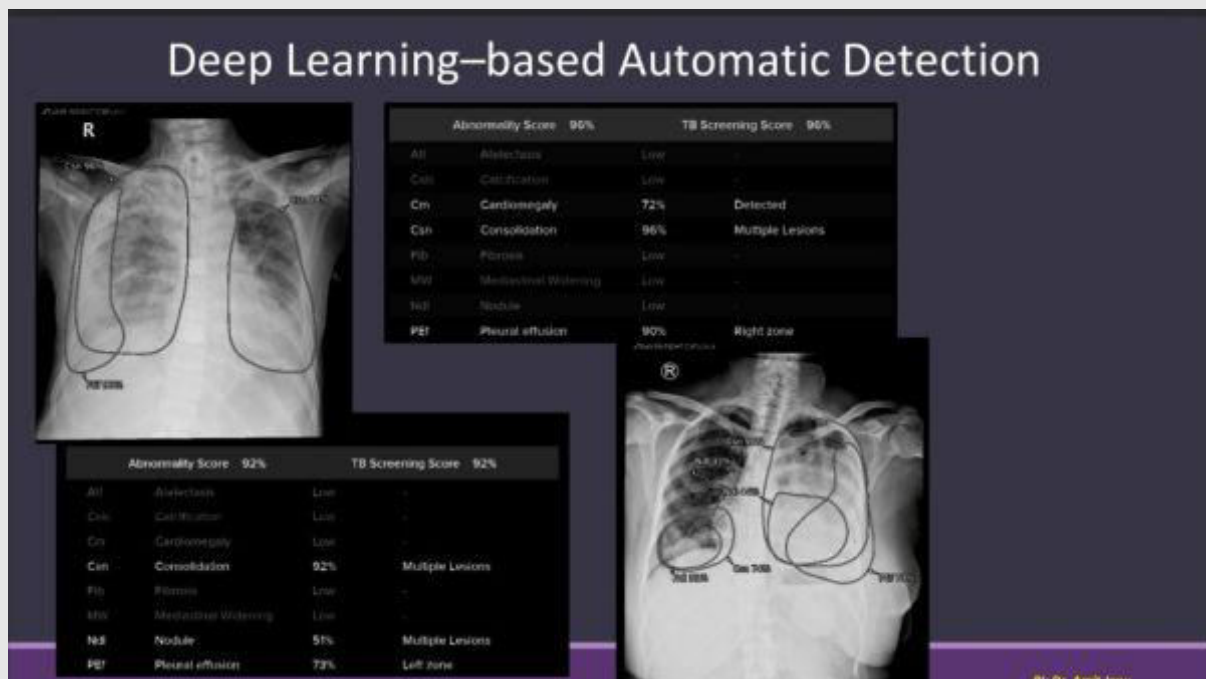 Deep Learning–based Automatic Detection
R
Abnormality Score 96% TB Screening Score 96%
Atl Atelectasis Low -
Calcification Low -
Cm Cardiomegaly 72% Detected
Csn Consolidation 96% Multiple Lesions
Fib Fibrosis Low -
MW Mediastinal Widening Low -
Ndl Nodule Low -
PEf Pleural effusion 90% Right zone
R
Abnormality Score 92% TB Screening Score 92%
Atl Atelectasis Low -
Calcification Low -
Cm Cardiomegaly Low -
Csn Consolidation 92% Multiple Lesions
Fib Fibrosis Low -
MW Mediastinal Widening Low -
Ndl Nodule 51% Multiple Lesions
PEf Pleural effusion 73% Left zone